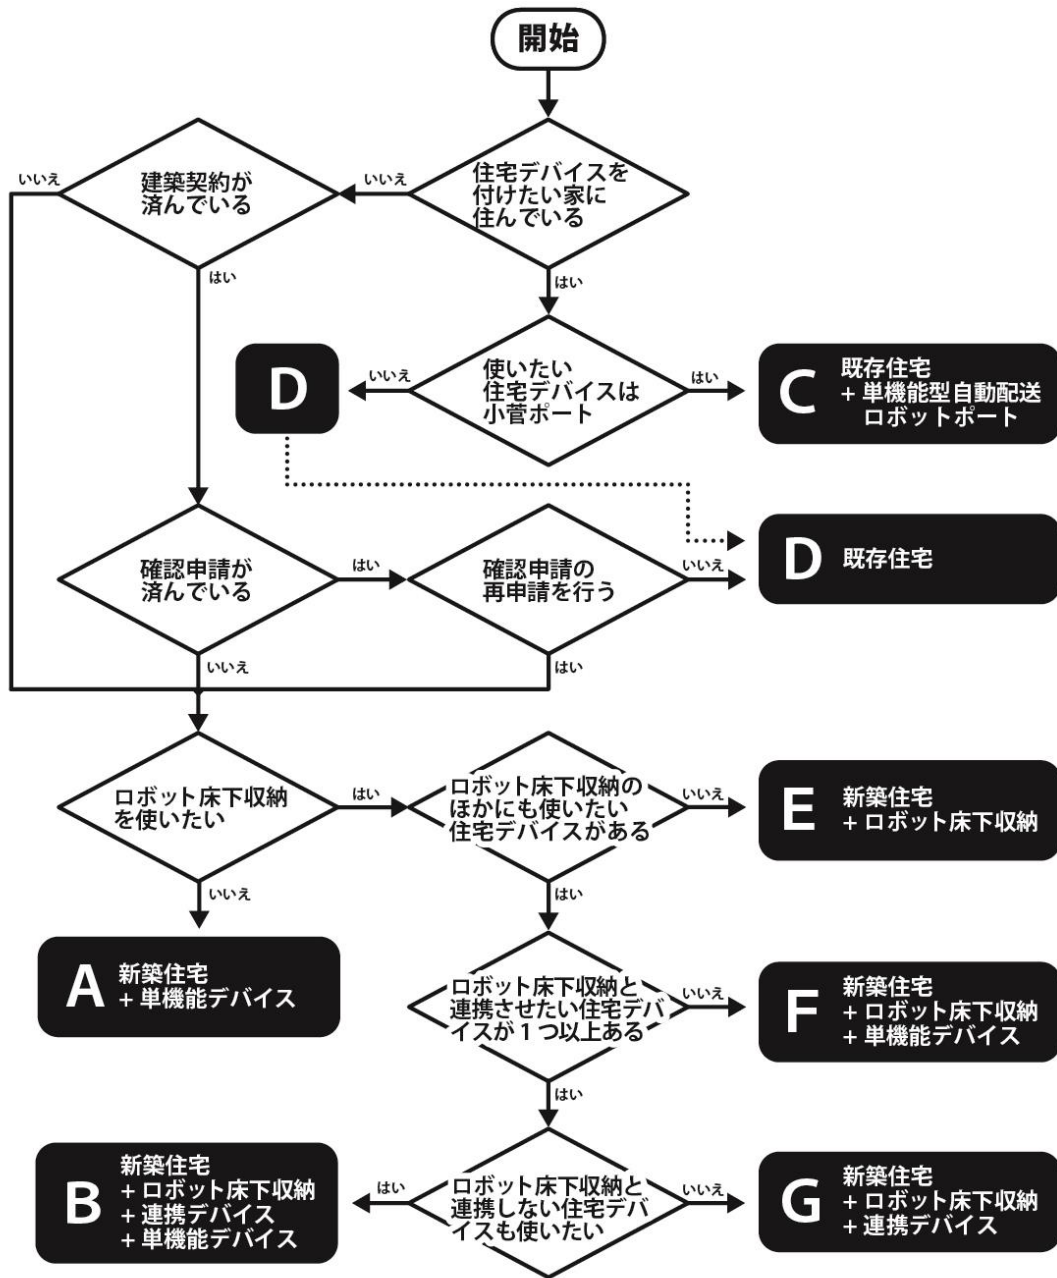 開始
建築契約が
済んでいる
いいえ
はい
住宅デバイスを
付けたい家に
住んでいる
いいえ
はい
使いたい
住宅デバイスは
小菅ポート
いいえ
はい
D
C
既存住宅
+ 単機能型自動配送
ロボットポート
確認申請が
済んでいる
はい
いいえ
確認申請の
再申請を行う
いいえ
はい
D
既存住宅
ロボット床下収納
を使いたい
はい
いいえ
ロボット床下収納の
ほかにも使いたい
住宅デバイスがある
いいえ
はい
E
新築住宅
+ ロボット床下収納
A
新築住宅
+ 単機能デバイス
ロボット床下収納と
連携させたい住宅デバ
イスが1つ以上ある
いいえ
はい
F
新築住宅
+ ロボット床下収納
+ 単機能デバイス
B
新築住宅
+ ロボット床下収納
+ 連携デバイス
+ 単機能デバイス
はい
ロボット床下収納と
連携しない住宅デバ
イスも使いたい
いいえ
G
新築住宅
+ ロボット床下収納
+ 連携デバイス